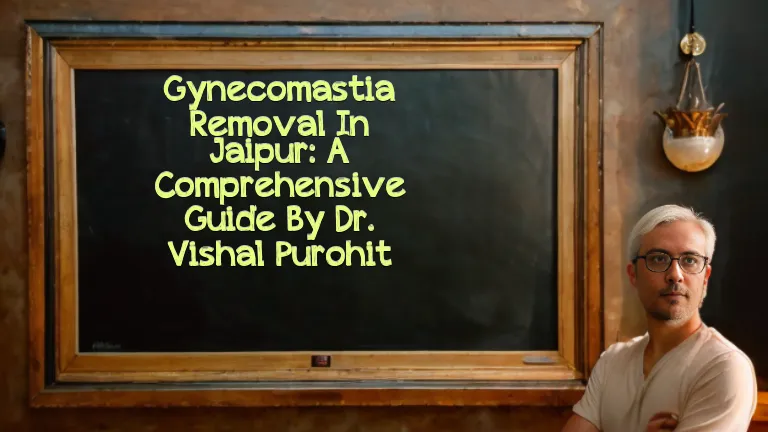 Gynecomastia
Removal In
Jaipur: A
Comprehensive
Guide By Dr.
Vishal Purohit